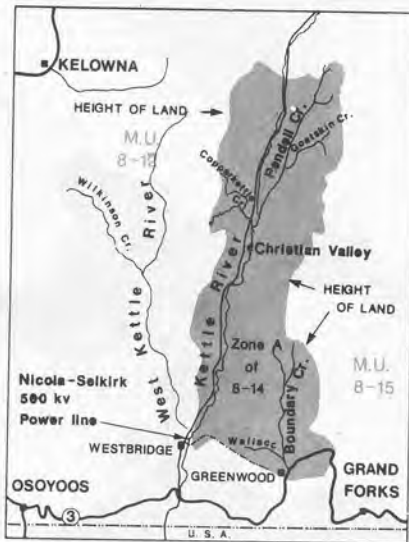 KELOWNA
HEIGHT OF LAND
M.U.
8-12
Wilkinson Cr.
West Kettle River
Copperkettle
Cr.
Rendell Cr.
Goatskin Cr.
Kettle River
Christian Valley
HEIGHT
OF LAND
Zone A
of
8-14
M.U.
8-15
Boundary Cr.
Nicola-Selkirk
500 kv
Power line
WESTBRIDGE
Wallace
GREENWOOD
GRAND
FORKS
OSOYOOS
3
U.S.A.